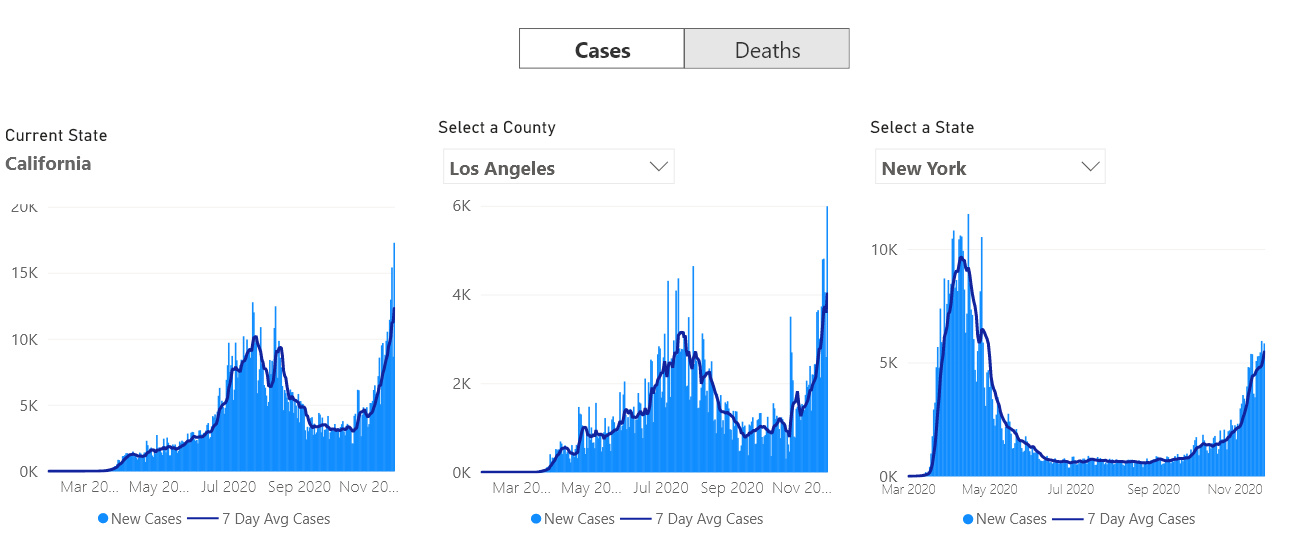 Cases Deaths
Current State
California
Select a County
Los Angeles
Select a State
New York
20K
15K
10K
5K
0K
Mar 20... May 20... Jul 2020 Sep 2020 Nov 20...
New Cases 7 Day Avg Cases
6K
4K
2K
0K
Mar 20... May 20... Jul 2020 Sep 2020 Nov 20...
New Cases 7 Day Avg Cases
10K
5K
0K
Mar 2020 May 2020 Jul 2020 Sep 2020 Nov 2020
New Cases 7 Day Avg Cases